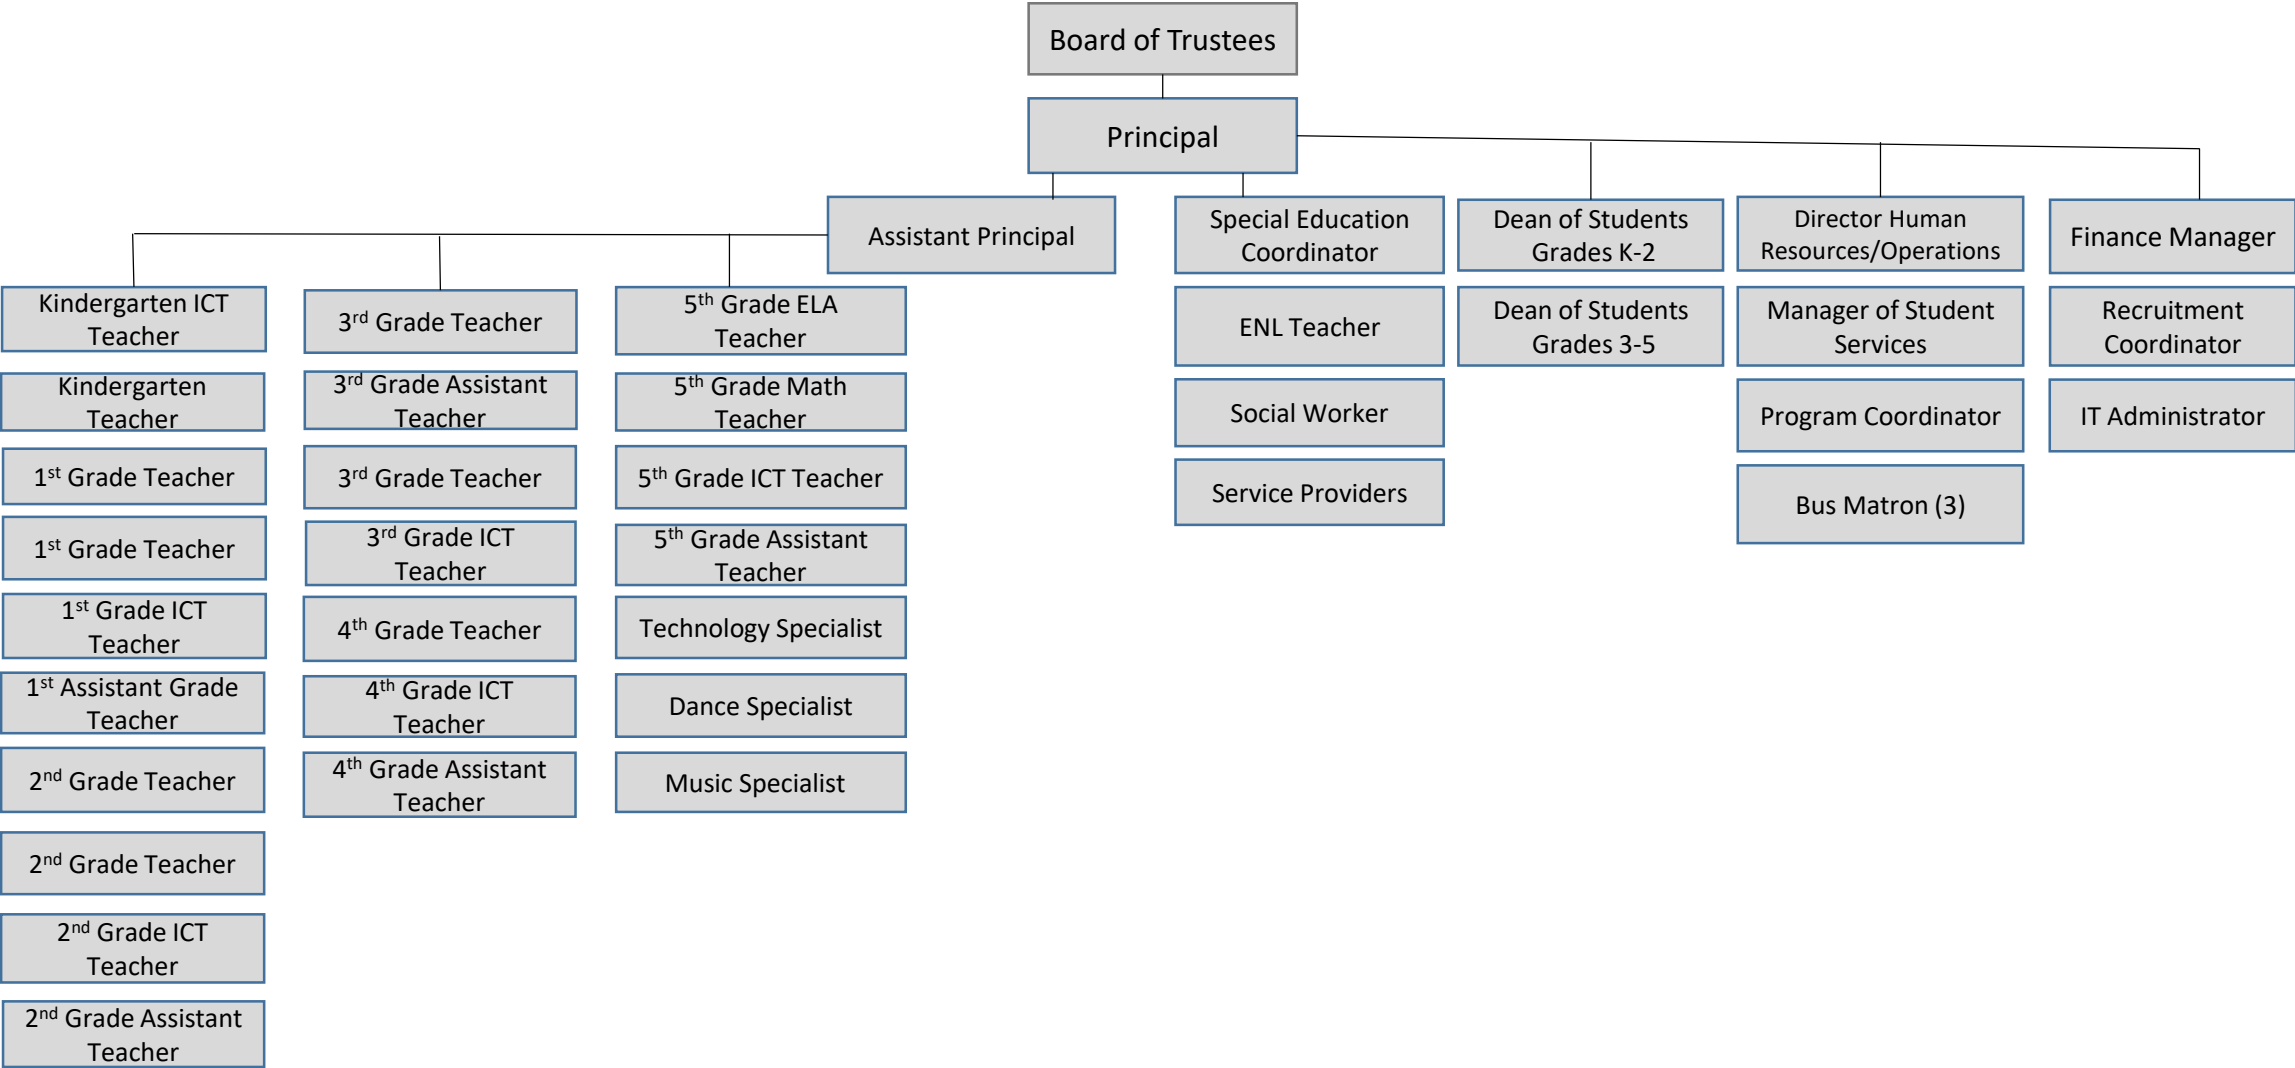 Board of Trustees
Principal
Assistant Principal
Special Education
Coordinator
Dean of Students
Grades K-2
Director Human
Resources/Operations
Finance Manager
Kindergarten ICT
Teacher
Kindergarten
Teacher
1st Grade Teacher
1st Grade Teacher
1st Grade ICT
Teacher
1st Assistant Grade
Teacher
2nd Grade Teacher
2nd Grade Teacher
2nd Grade ICT
Teacher
2nd Grade Assistant
Teacher
3rd Grade Teacher
3rd Grade Assistant
Teacher
3rd Grade Teacher
3rd Grade ICT
Teacher
4th Grade Teacher
4th Grade ICT
Teacher
4th Grade Assistant
Teacher
5th Grade ELA
Teacher
5th Grade Math
Teacher
5th Grade ICT Teacher
5th Grade Assistant
Teacher
Technology Specialist
Dance Specialist
Music Specialist
ENL Teacher
Social Worker
Service Providers
Dean of Students
Grades 3-5
Manager of Student
Services
Program Coordinator
Bus Matron (3)
Recruitment
Coordinator
IT Administrator